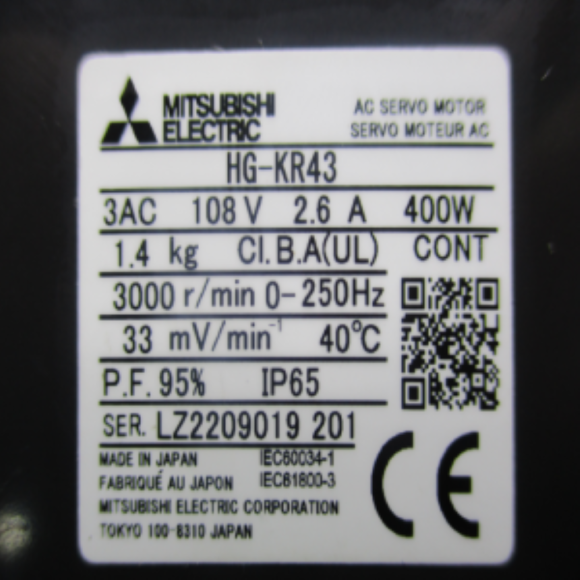 MITSUBISHI
ELECTRIC
AC SERVO MOTOR
SERVO MOTEUR AC
HG-KR43
3AC 108 V 2.6 A 400W
1.4 kg CI. B.A(UL) CONT
3000 r/min 0-250Hz
33 mV/min⁻¹ 40℃
P.F. 95% IP65
SER. LZ2209019 201
MADE IN JAPAN IEC60034-1
FABRIQUÉ AU JAPON IEC61800-3
MITSUBISHI ELECTRIC CORPORATION
TOKYO 100-8310 JAPAN
CE